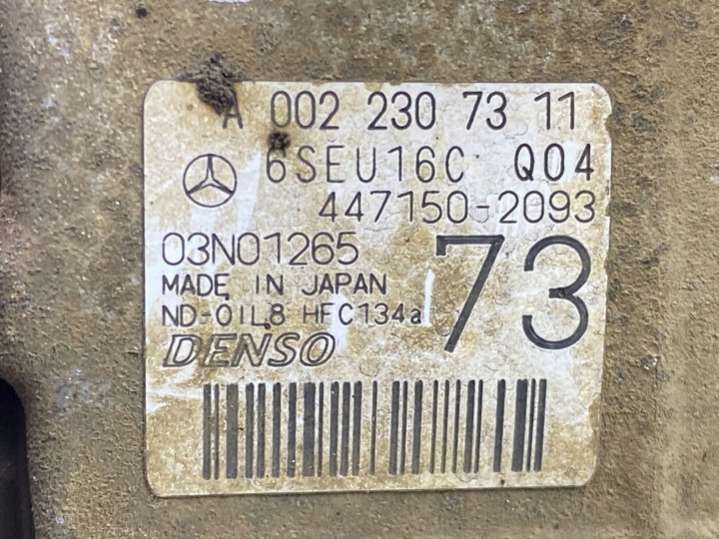 A 002 230 73 11
6SEU16C Q04
447150-2093
03N01265
73
MADE IN JAPAN
ND-OIL8 HFC134a
DENSO